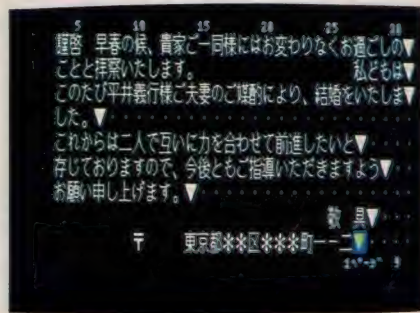 5 10 15 20 25 30
謹啓 早春の候、貴家ご一同様にはお変わりなくお過ごしの
ことと拝察いたします。 私どもは▼
このたび平井義行様ご夫妻のご媒酌により、結婚をいたしま▼
した。▼
これからは二人で互いに力を合わせて前進したいと▼
存じておりますので、今後ともご指導いただきますよう▼
お願い申し上げます。▼
敬 具▼
〒 東京都**区***町一一二▼
1ページ 9